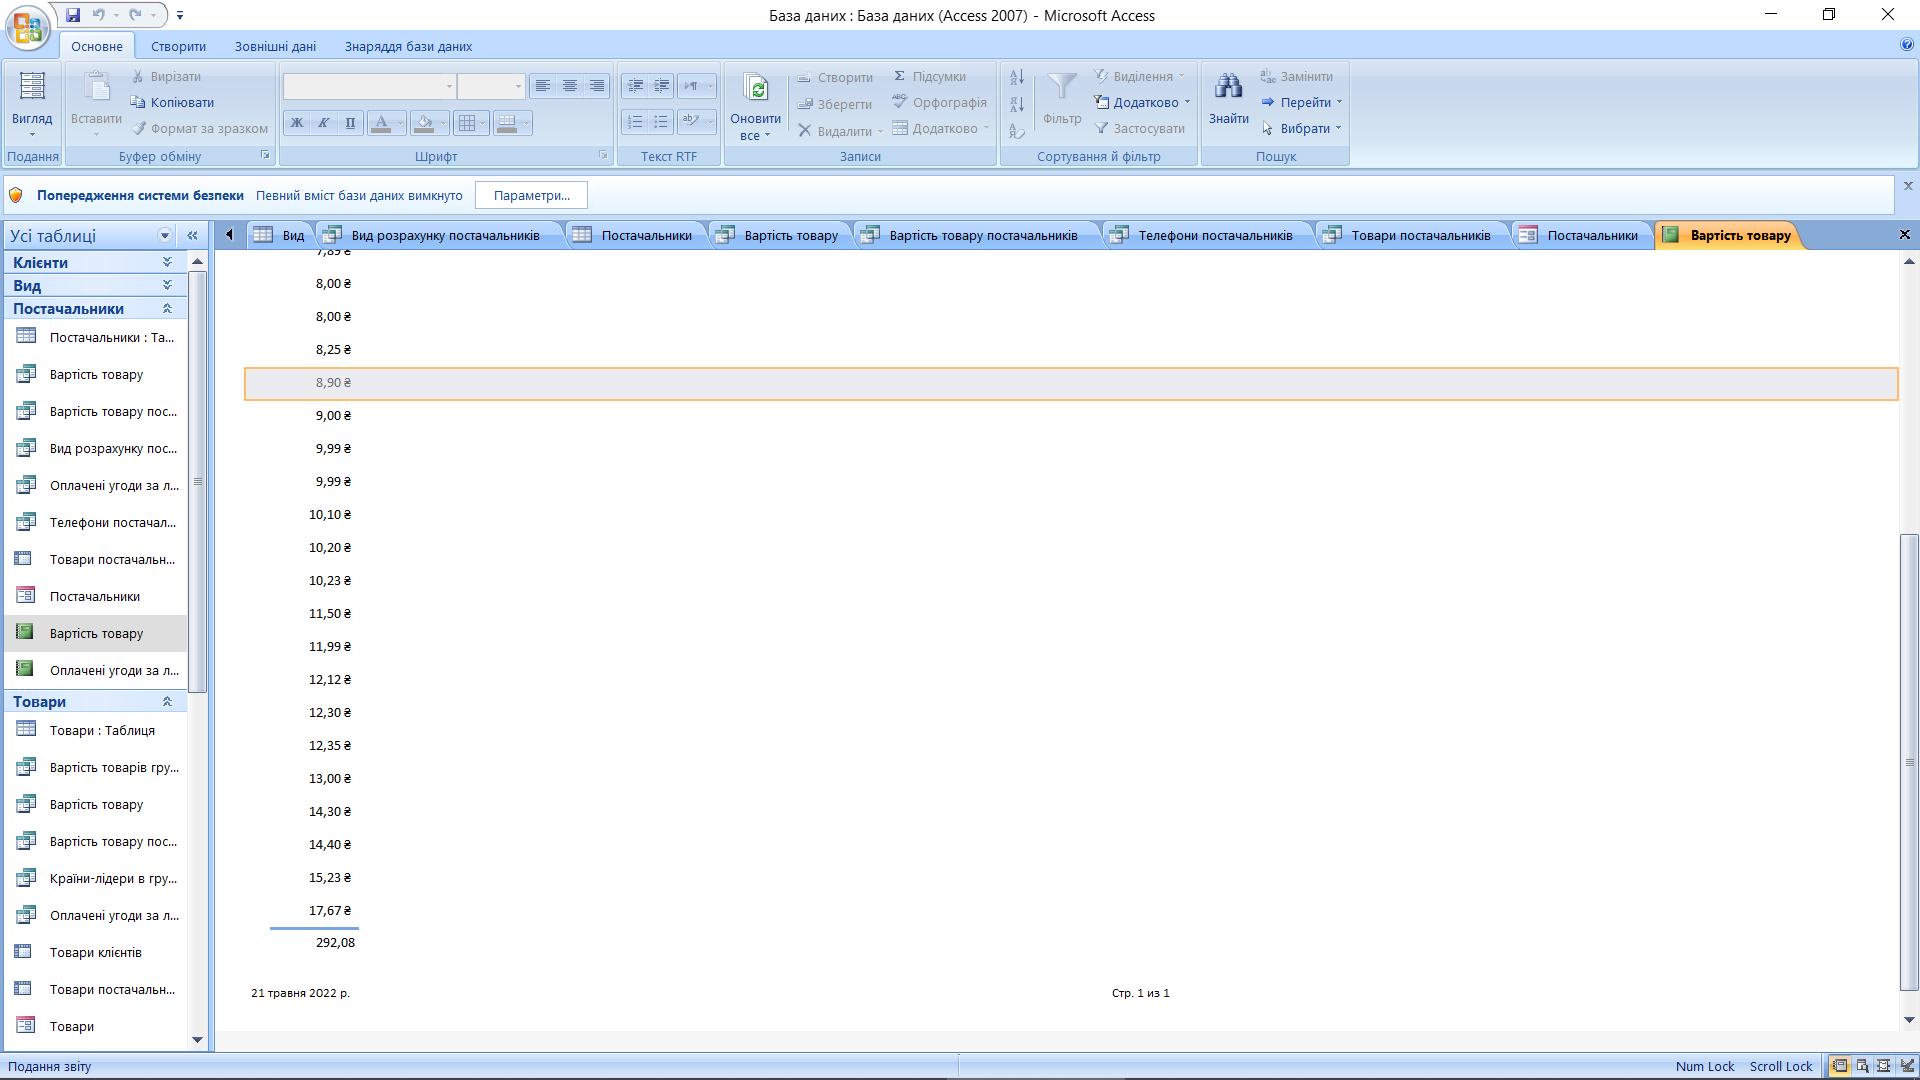 База даних : База даних (Access 2007) - Microsoft Access
Основне Створити Зовнішні дані Знаряддя бази даних
Вигляд
Подання
Вставити
Вирізати
Копіювати
Формат за зразком
Буфер обміну
Ж К П
Шрифт
Текст RTF
Оновити все
Створити
Зберегти
Видалити
Підсумки
Орфографія
Додатково
Записи
Фільтр
Виділення
Додатково
Застосувати
Сортування й фільтр
Знайти
Замінити
Перейти
Вибрати
Пошук
Попередження системи безпеки Певний вміст бази даних вимкнуто Параметри...
Усі таблиці
Клієнти
Вид
Постачальники
Постачальники : Та...
Вартість товару
Вартість товару пос...
Вид розрахунку пос...
Оплачені угоди за л...
Телефони постачал...
Товари постачальн...
Постачальники
Вартість товару
Оплачені угоди за л...
Товари
Товари : Таблиця
Вартість товарів гру...
Вартість товару
Вартість товару пос...
Країни-лідери в гру...
Оплачені угоди за л...
Товари клієнтів
Товари постачальн...
Товари
Вид Вид розрахунку постачальників Постачальники Вартість товару Вартість товару постачальників Телефони постачальників Товари постачальників Постачальники Вартість товару
7,89 ₴
8,00 ₴
8,00 ₴
8,25 ₴
8,90 ₴
9,00 ₴
9,99 ₴
9,99 ₴
10,10 ₴
10,20 ₴
10,23 ₴
11,50 ₴
11,99 ₴
12,12 ₴
12,30 ₴
12,35 ₴
13,00 ₴
14,30 ₴
14,40 ₴
15,23 ₴
17,67 ₴
292,08
21 травня 2022 р. Стр. 1 из 1
Подання звіту Num Lock Scroll Lock